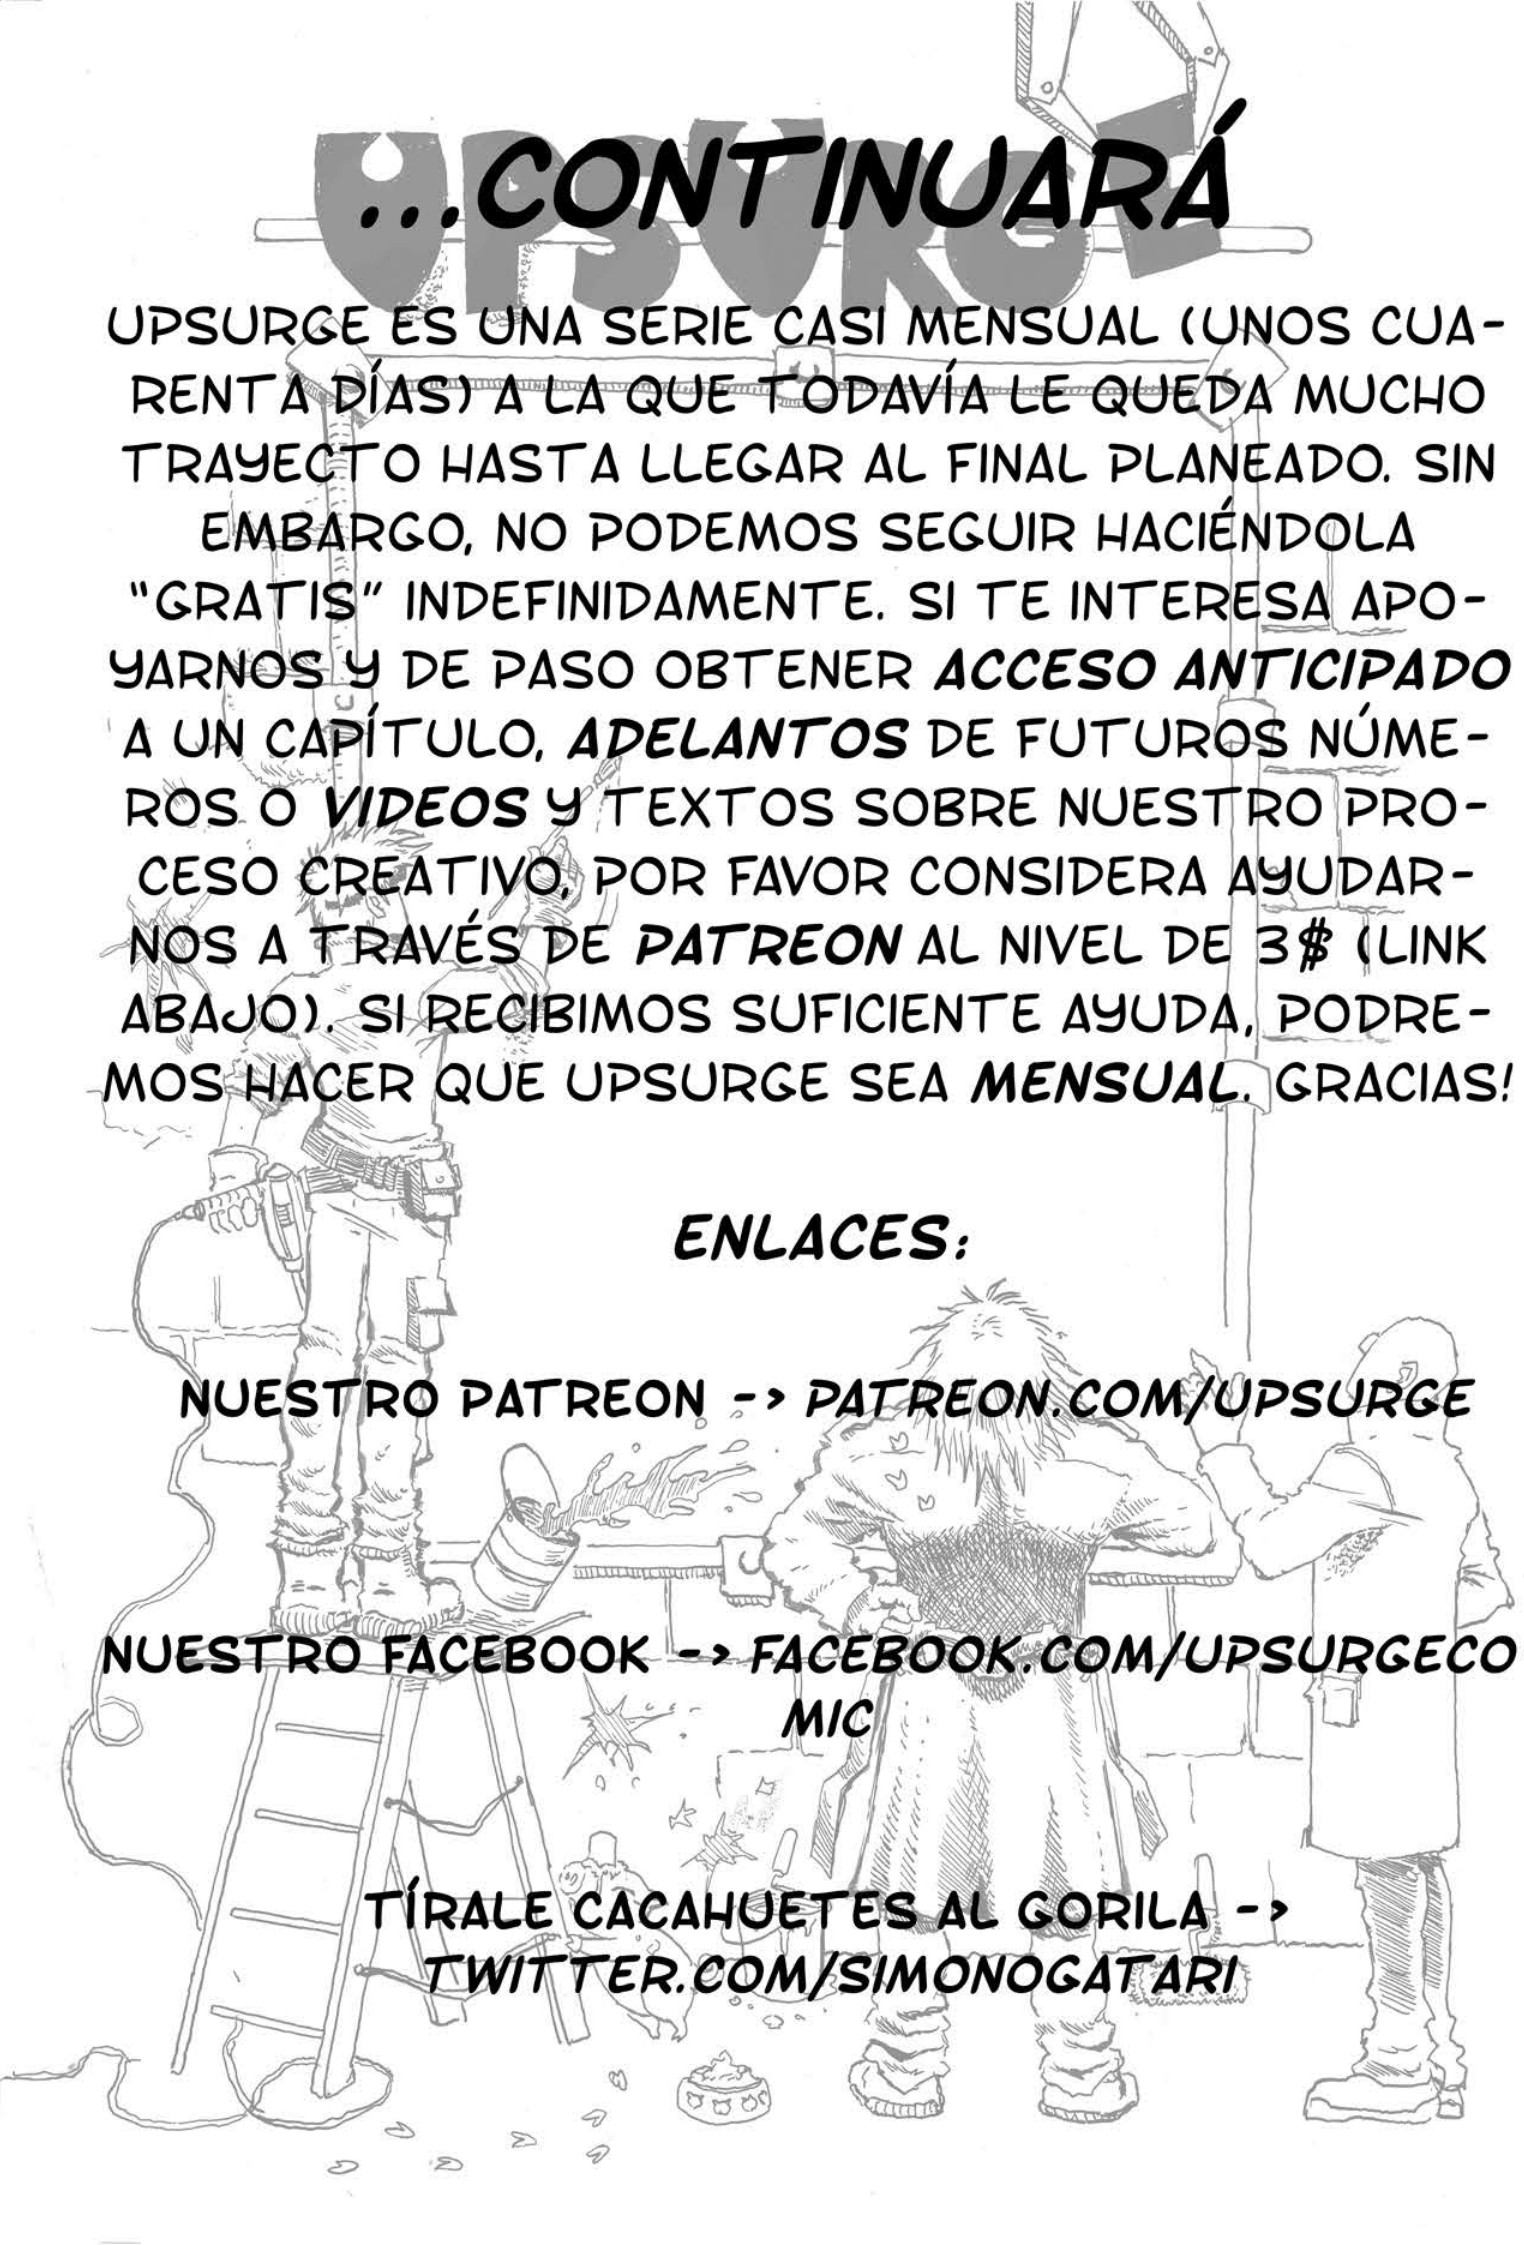 UPSURGE
...CONTINUARÁ
UPSURGE ES UNA SERIE CASI MENSUAL (UNOS CUA-
RENTA DÍAS) A LA QUE TODAVÍA LE QUEDA MUCHO
TRAYECTO HASTA LLEGAR AL FINAL PLANEADO. SIN
EMBARGO, NO PODEMOS SEGUIR HACIÉNDOLA
"GRATIS" INDEFINIDAMENTE. SI TE INTERESA APO-
YARNOS Y DE PASO OBTENER ACCESO ANTICIPADO
A UN CAPÍTULO, ADELANTOS DE FUTUROS NÚME-
ROS O VIDEOS Y TEXTOS SOBRE NUESTRO PRO-
CESO CREATIVO, POR FAVOR CONSIDERA AYUDAR-
NOS A TRAVÉS DE PATREON AL NIVEL DE 3$ (LINK
ABAJO). SI RECIBIMOS SUFICIENTE AYUDA, PODRE-
MOS HACER QUE UPSURGE SEA MENSUAL. GRACIAS!
ENLACES:
NUESTRO PATREON -> PATREON.COM/UPSURGE
NUESTRO FACEBOOK -> FACEBOOK.COM/UPSURGECO
MIC
TÍRALE CACAHUETES AL GORILA ->
TWITTER.COM/SIMONOGATARI